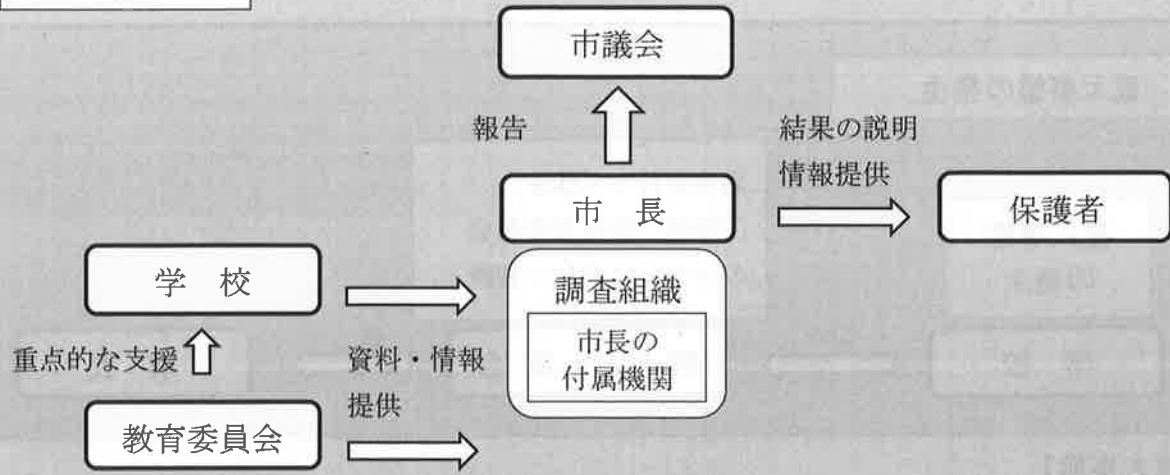 市議会
報告
結果の説明
情報提供
市 長
保護者
学 校
調査組織
市長の
付属機関
重点的な支援
資料・情報
提供
教育委員会